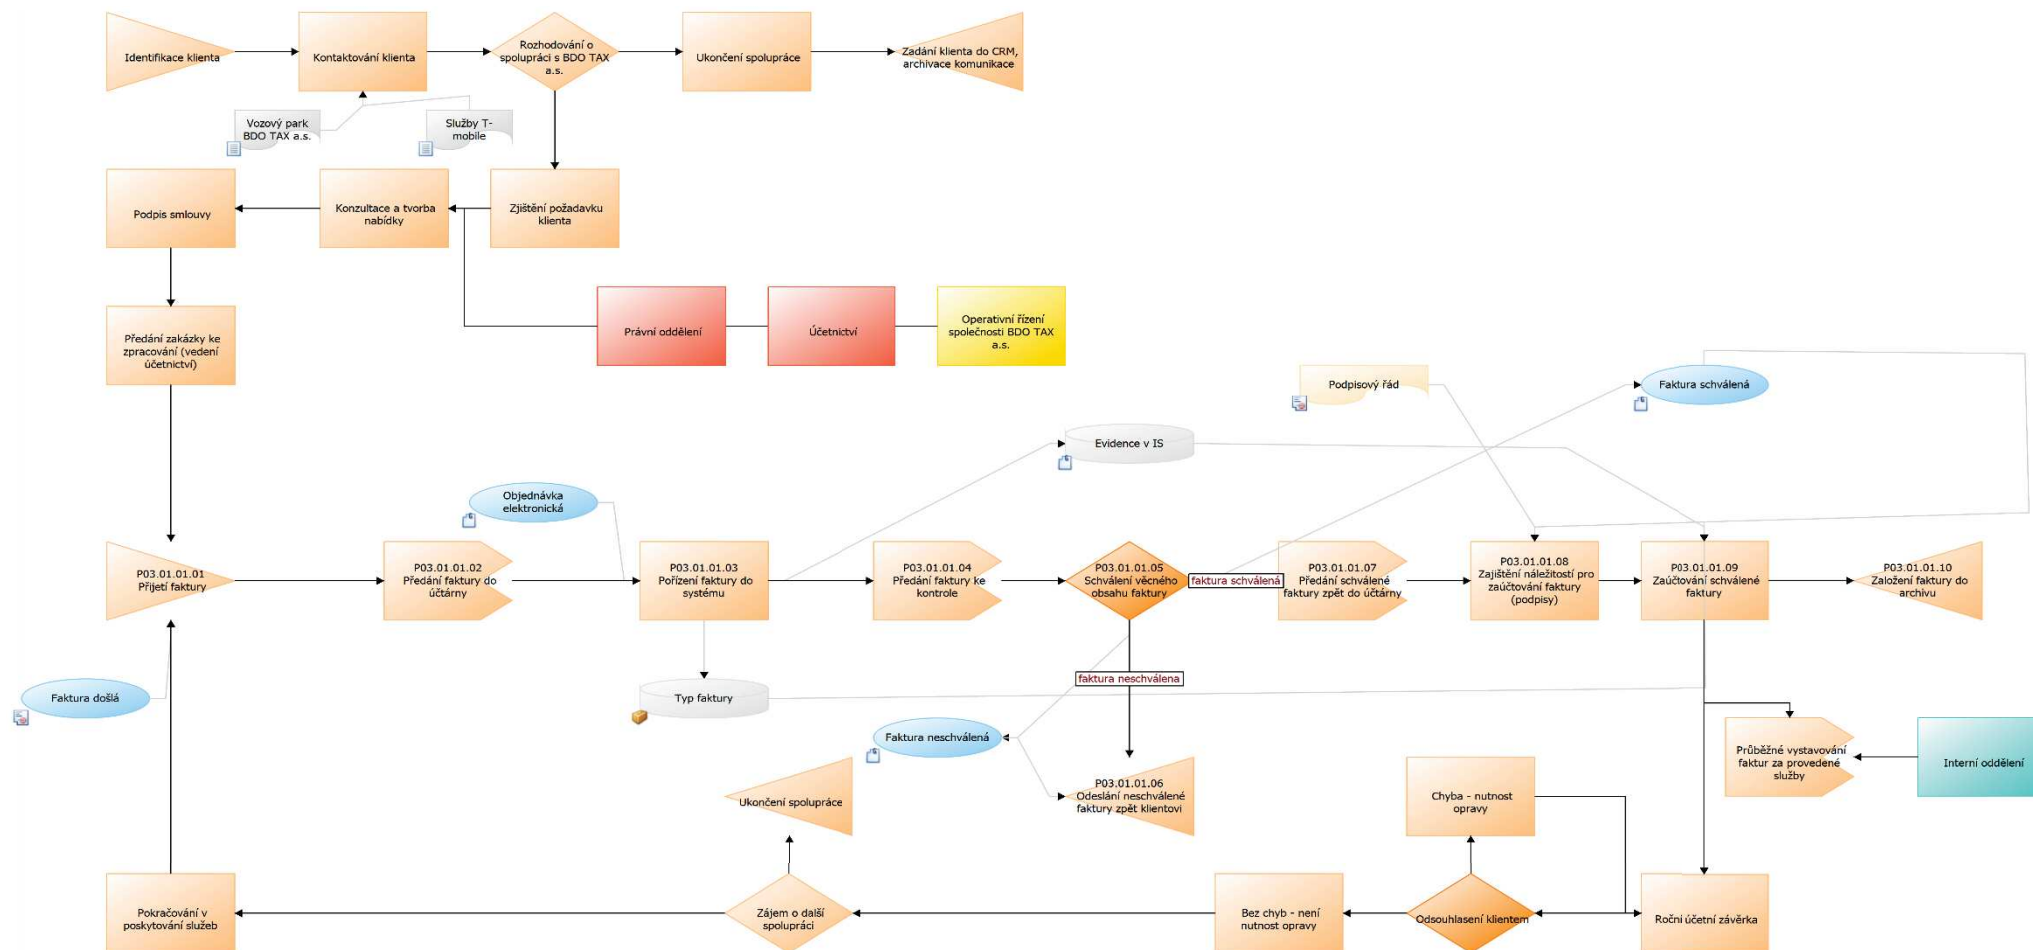 Identifikace klienta
Kontaktování klienta
Rozhodování o
spolupráci s BDO TAX
a.s.
Ukončení spolupráce
Zadání klienta do CRM,
archivace komunikace
Vozový park
BDO TAX a.s.
Služby T-
mobile
Podpis smlouvy
Konzultace a tvorba
nabídky
Zjištění požadavku
klienta
Předání zakázky ke
zpracování (vedení
účetnictví)
Právní oddělení
Účetnictví
Operativní řízení
společnosti BDO TAX
a.s.
Podpisový řád
Faktura schválená
Evidence v IS
Objednávka
elektronická
P03.01.01.01
Přijetí faktury
P03.01.01.02
Předání faktury do
účtárny
P03.01.01.03
Pořízení faktury do
systému
P03.01.01.04
Předání faktury ke
kontrole
P03.01.01.05
Schválení věcného
obsahu faktury
faktura schválená
P03.01.01.07
Předání schválené
faktury zpět do účtárny
P03.01.01.08
Zajištění náležitostí pro
zaúčtování faktury
(podpisy)
P03.01.01.09
Zaúčtování schválené
faktury
P03.01.01.10
Založení faktury do
archivu
Faktura došlá
Typ faktury
faktura neschválena
Faktura neschválená
Průběžné vystavování
faktur za provedené
služby
Interní oddělení
Ukončení spolupráce
P03.01.01.06
Odeslání neschválené
faktury zpět klientovi
Chyba - nutnost
opravy
Pokračování v
poskytování služeb
Zájem o další
spolupráci
Bez chyb - není
nutnost opravy
Odsouhlasení klientem
Roční účetní závěrka